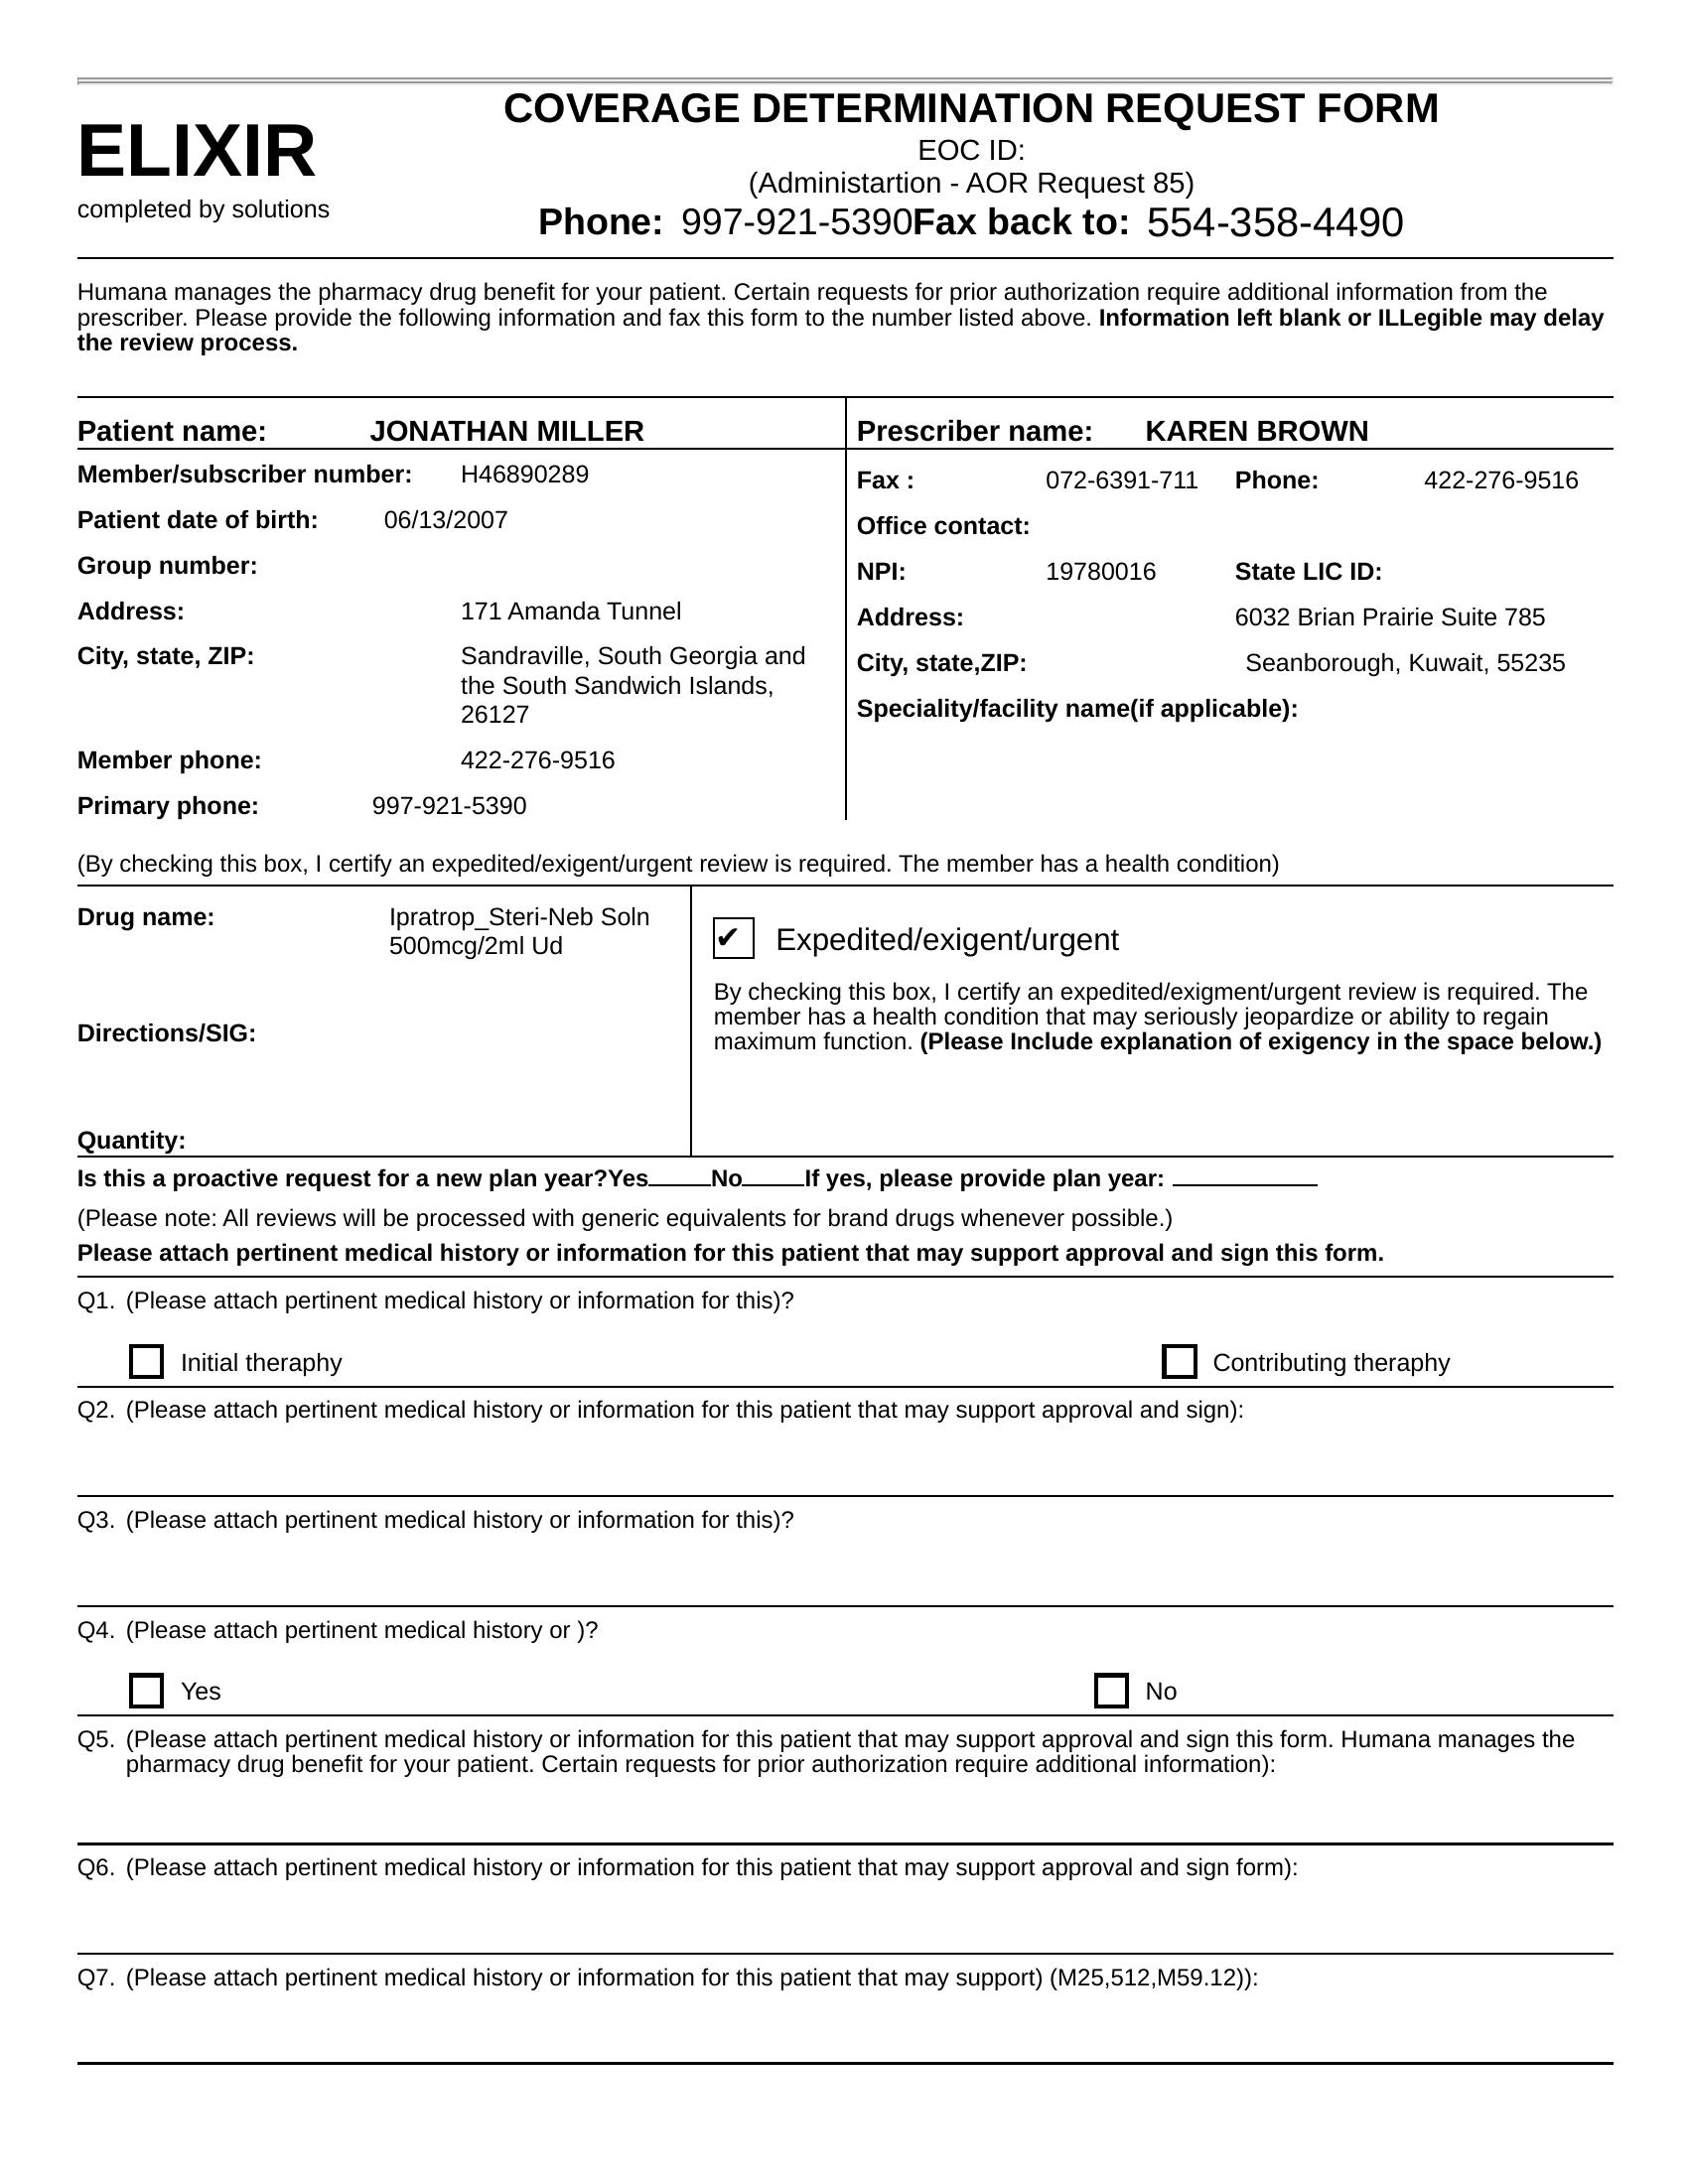 ELIXIR
completed by solutions
COVERAGE DETERMINATION REQUEST FORM
EOC ID:
(Administartion - AOR Request 85)
Phone: 997-921-5390Fax back to: 554-358-4490
Humana manages the pharmacy drug benefit for your patient. Certain requests for prior authorization require additional information from the
prescriber. Please provide the following information and fax this form to the number listed above. Information left blank or ILLegible may delay
the review process.
Patient name: JONATHAN MILLER
Member/subscriber number: H46890289
Patient date of birth: 06/13/2007
Group number:
Address: 171 Amanda Tunnel
City, state, ZIP: Sandraville, South Georgia and
the South Sandwich Islands,
26127
Member phone: 422-276-9516
Primary phone: 997-921-5390
Prescriber name: KAREN BROWN
Fax : 072-6391-711 Phone: 422-276-9516
Office contact:
NPI: 19780016 State LIC ID:
Address: 6032 Brian Prairie Suite 785
City, state,ZIP: Seanborough, Kuwait, 55235
Speciality/facility name(if applicable):
(By checking this box, I certify an expedited/exigent/urgent review is required. The member has a health condition)
Drug name: Ipratrop_Steri-Neb Soln
500mcg/2ml Ud
Directions/SIG:
Quantity:
✔ Expedited/exigent/urgent
By checking this box, I certify an expedited/exigment/urgent review is required. The
member has a health condition that may seriously jeopardize or ability to regain
maximum function. (Please Include explanation of exigency in the space below.)
Is this a proactive request for a new plan year?Yes_____No_____If yes, please provide plan year: ___________
(Please note: All reviews will be processed with generic equivalents for brand drugs whenever possible.)
Please attach pertinent medical history or information for this patient that may support approval and sign this form.
Q1. (Please attach pertinent medical history or information for this)?
Initial theraphy Contributing theraphy
Q2. (Please attach pertinent medical history or information for this patient that may support approval and sign):
Q3. (Please attach pertinent medical history or information for this)?
Q4. (Please attach pertinent medical history or )?
Yes No
Q5. (Please attach pertinent medical history or information for this patient that may support approval and sign this form. Humana manages the
pharmacy drug benefit for your patient. Certain requests for prior authorization require additional information):
Q6. (Please attach pertinent medical history or information for this patient that may support approval and sign form):
Q7. (Please attach pertinent medical history or information for this patient that may support) (M25,512,M59.12)):